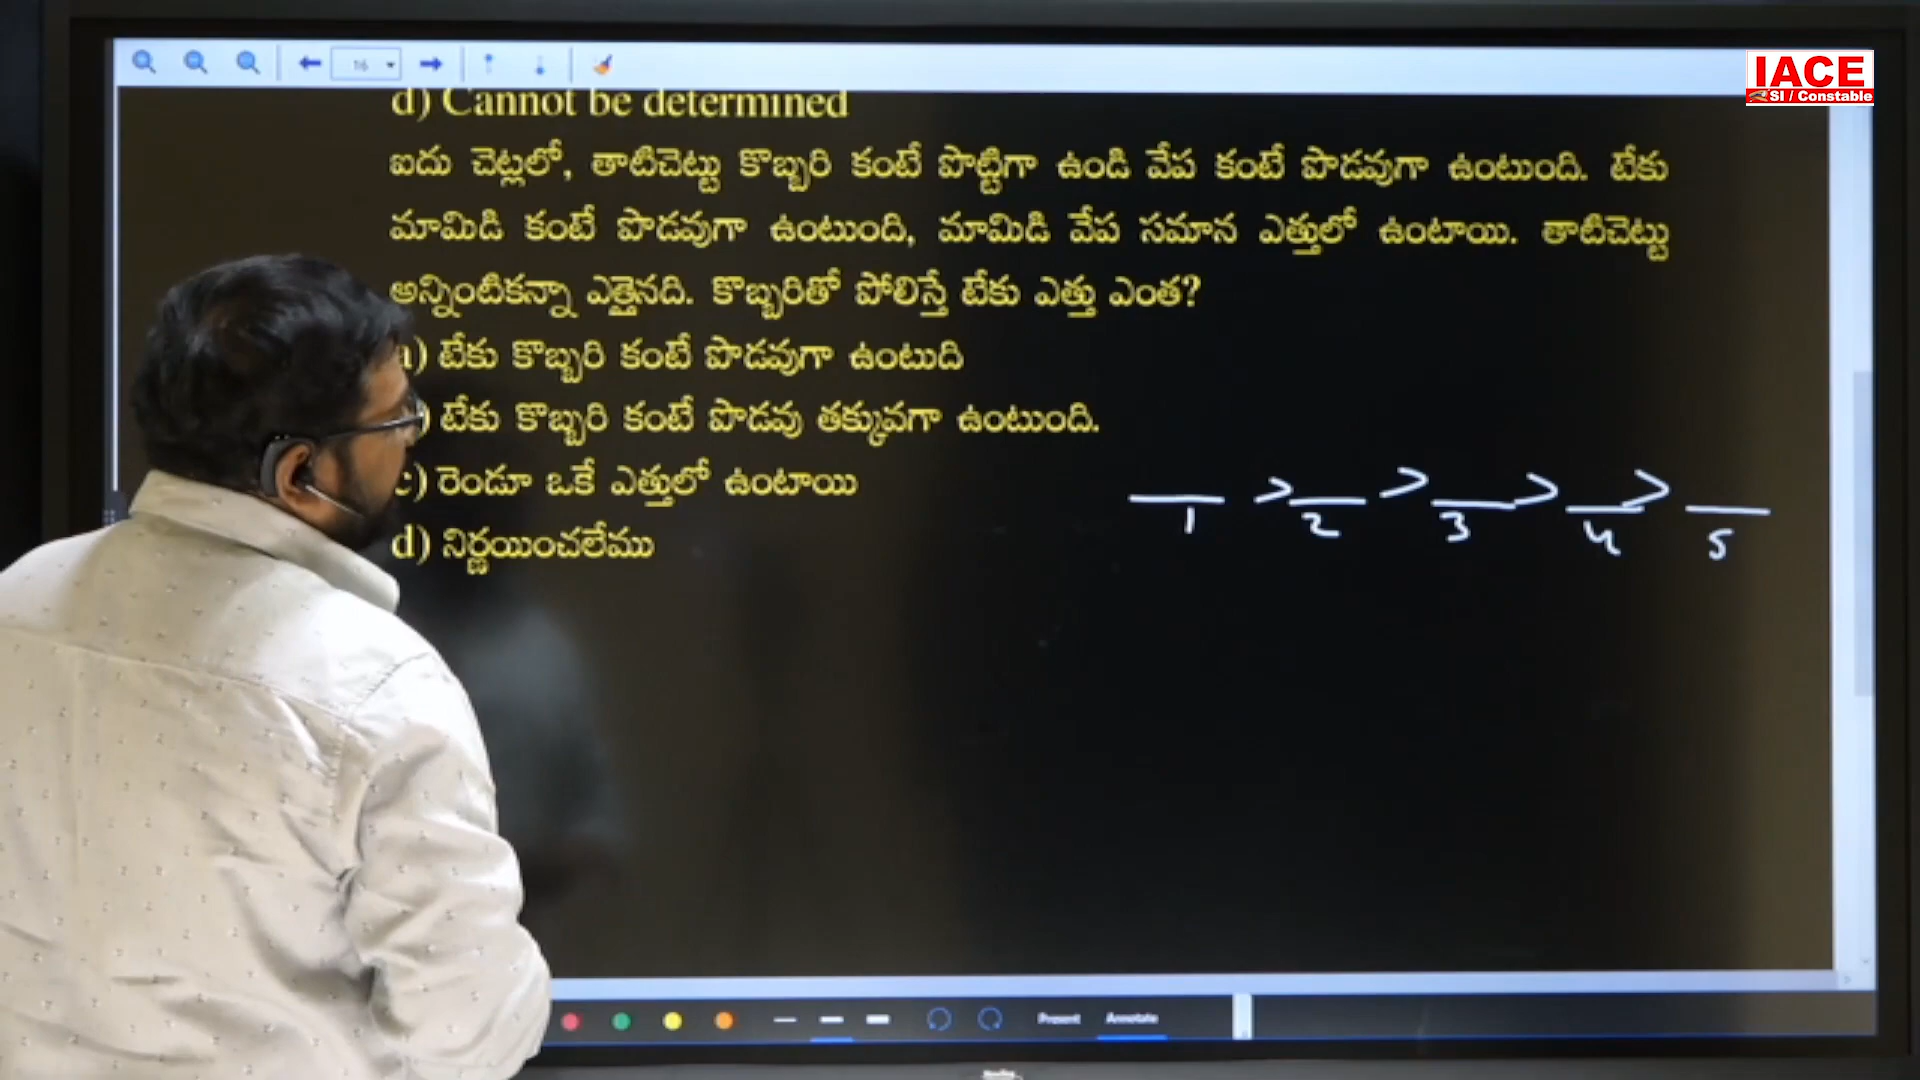 16
IACE
SI / Constable
d) Cannot be determined
ఐదు చెట్లలో, తాటిచెట్టు కొబ్బరి కంటే పొట్టిగా ఉండి వేప కంటే పొడవుగా ఉంటుంది. టేకు
మామిడి కంటే పొడవుగా ఉంటుంది, మామిడి వేప సమాన ఎత్తులో ఉంటాయి. తాటిచెట్టు
అన్నింటికన్నా ఎత్తైనది. కొబ్బరితో పోలిస్తే టేకు ఎత్తు ఎంత?
a) టేకు కొబ్బరి కంటే పొడవుగా ఉంటుది
) టేకు కొబ్బరి కంటే పొడవు తక్కువగా ఉంటుంది.
c) రెండూ ఒకే ఎత్తులో ఉంటాయి
d) నిర్ణయించలేము
> > > >
1 2 3 4 5
Present Annotate